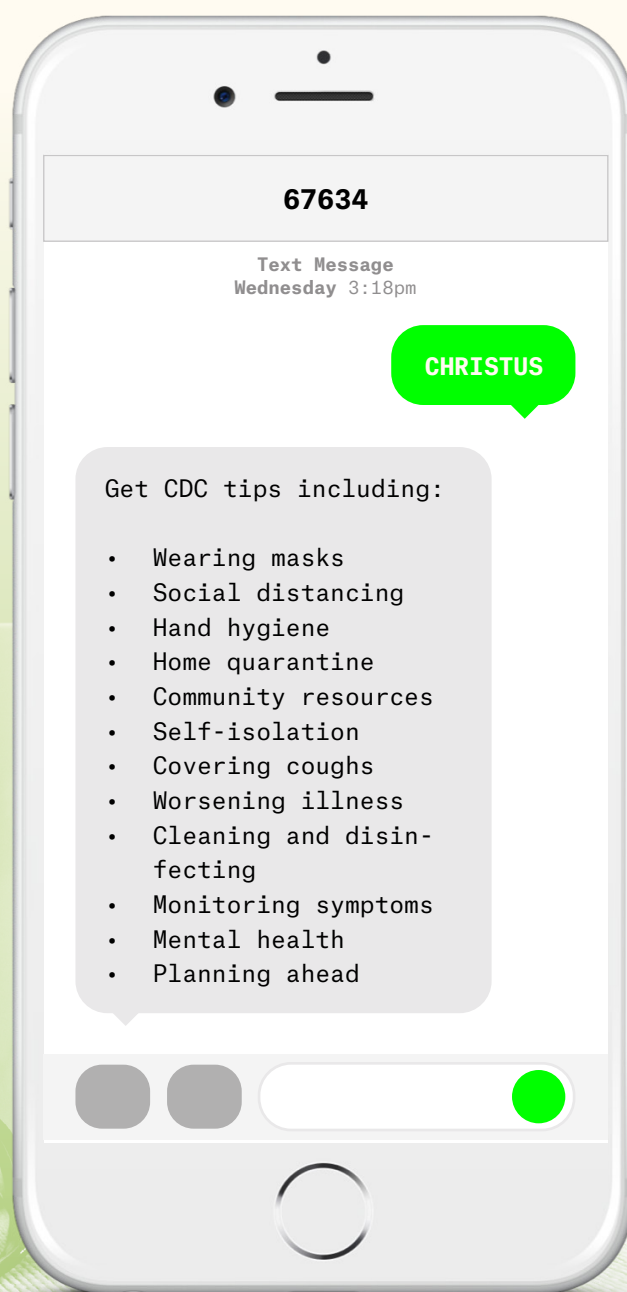 67634
Text Message
Wednesday 3:18pm
CHRISTUS
Get CDC tips including:
• Wearing masks
• Social distancing
• Hand hygiene
• Home quarantine
• Community resources
• Self-isolation
• Covering coughs
• Worsening illness
• Cleaning and disin-
fecting
• Monitoring symptoms
• Mental health
• Planning ahead